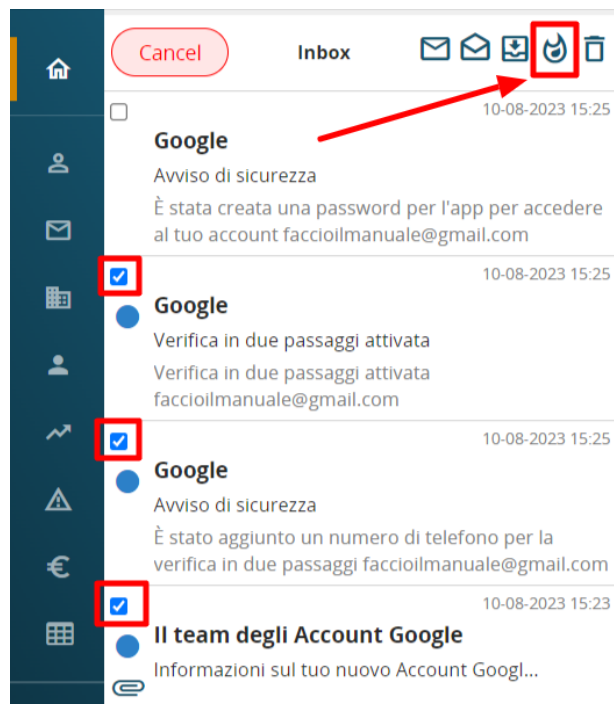 Cancel
Inbox
10-08-2023 15:25
Google
Avviso di sicurezza
È stata creata una password per l'app per accedere
al tuo account faccioilmanuale@gmail.com
10-08-2023 15:25
Google
Verifica in due passaggi attivata
Verifica in due passaggi attivata
faccioilmanuale@gmail.com
10-08-2023 15:25
Google
Avviso di sicurezza
È stato aggiunto un numero di telefono per la
verifica in due passaggi faccioilmanuale@gmail.com
10-08-2023 15:23
Il team degli Account Google
Informazioni sul tuo nuovo Account Googl...